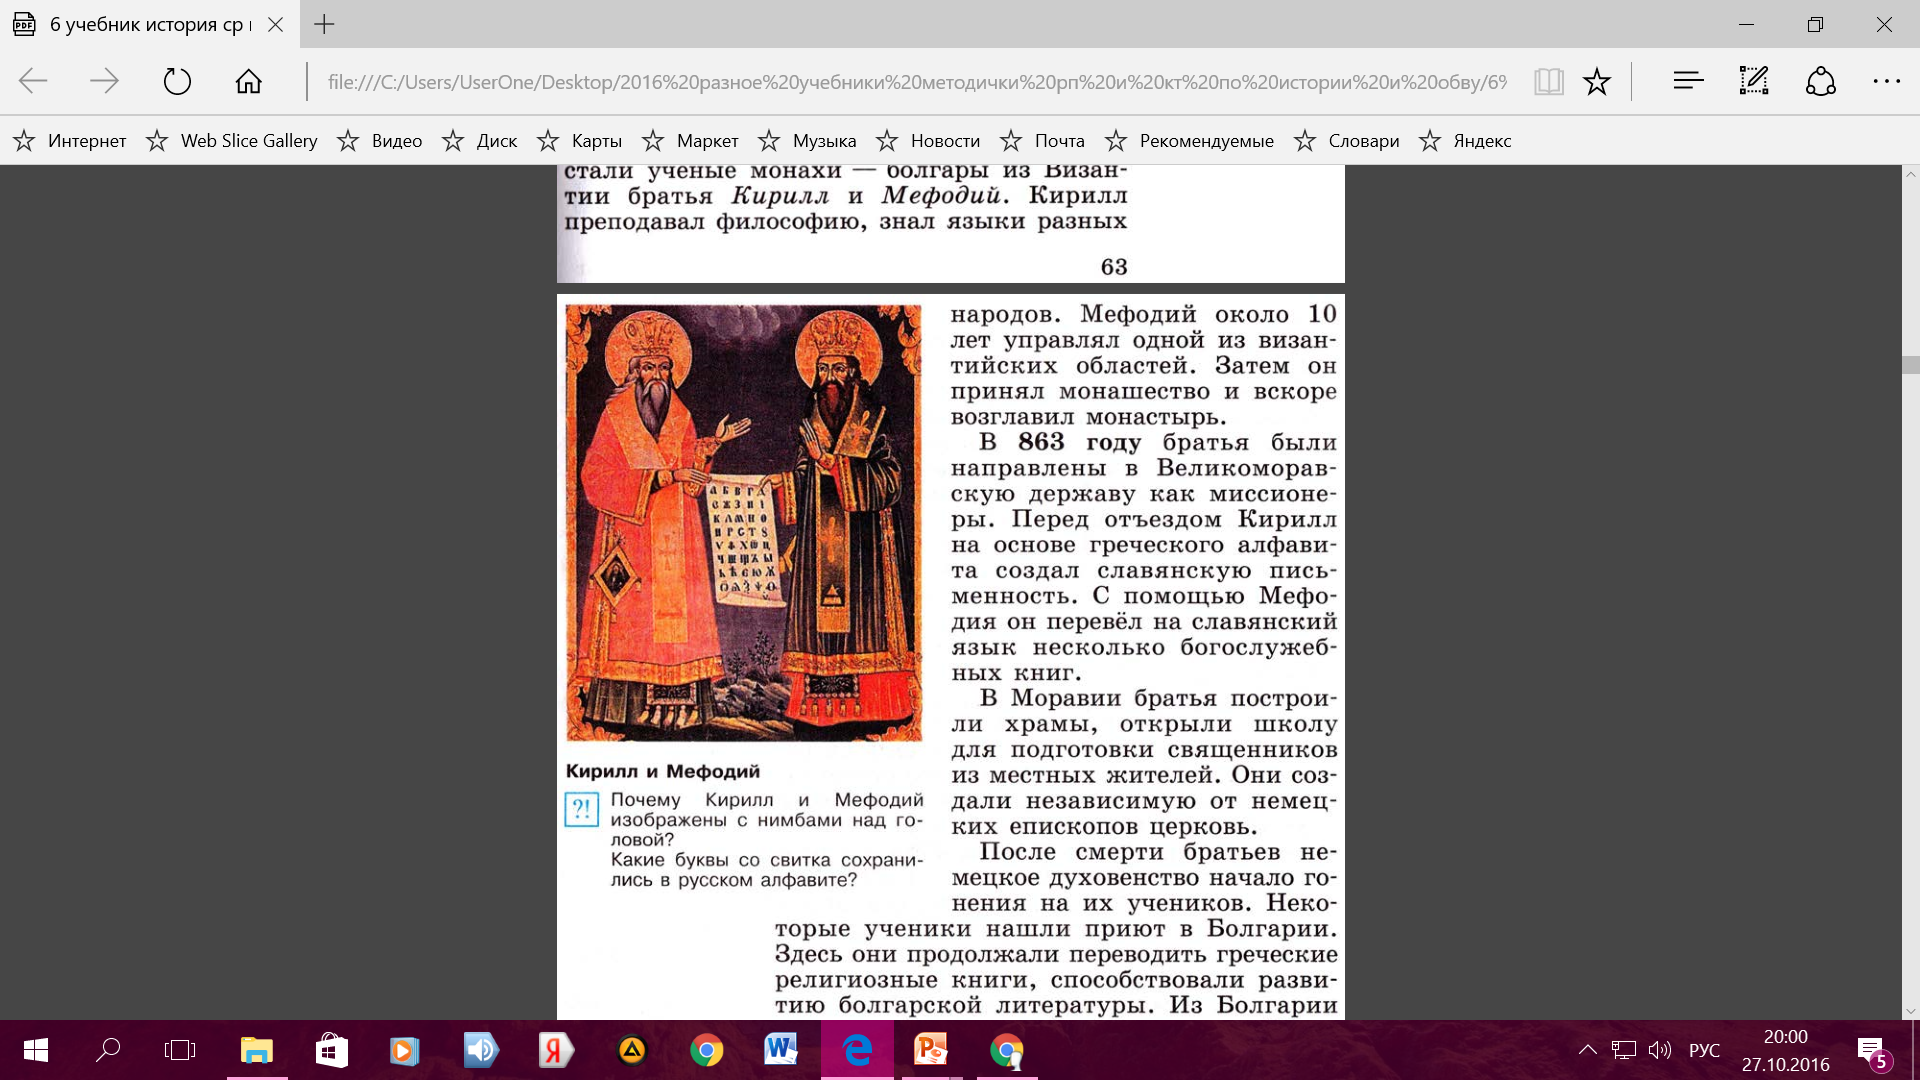 6 учебник история ср
file:///C:/Users/UserOne/Desktop/2016%20разное%20учебники%20методички%20рп%20и%20кт%20по%20истории%20и%20обву/6%
Интернет Web Slice Gallery Видео Диск Карты Маркет Музыка Новости Почта Рекомендуемые Словари Яндекс
стали ученые монахи — болгары из Визан-
тии братья Кирилл и Мефодий. Кирилл
преподавал философию, знал языки разных
63
народов. Мефодий около 10
лет управлял одной из визан-
тийских областей. Затем он
принял монашество и вскоре
возглавил монастырь.
В 863 году братья были
направлены в Великоморав-
скую державу как миссионе-
ры. Перед отъездом Кирилл
на основе греческого алфави-
та создал славянскую пись-
менность. С помощью Мефо-
дия он перевёл на славянский
язык несколько богослужеб-
ных книг.
В Моравии братья построи-
ли храмы, открыли школу
для подготовки священников
из местных жителей. Они соз-
дали независимую от немец-
ких епископов церковь.
После смерти братьев не-
мецкое духовенство начало го-
нения на их учеников. Неко-
торые ученики нашли приют в Болгарии.
Здесь они продолжали переводить греческие
религиозные книги, способствовали разви-
тию болгарской литературы. Из Болгарии
Кирилл и Мефодий
?!
Почему Кирилл и Мефодий
изображены с нимбами над го-
ловой?
Какие буквы со свитка сохрани-
лись в русском алфавите?
РУС
20:00
27.10.2016
5